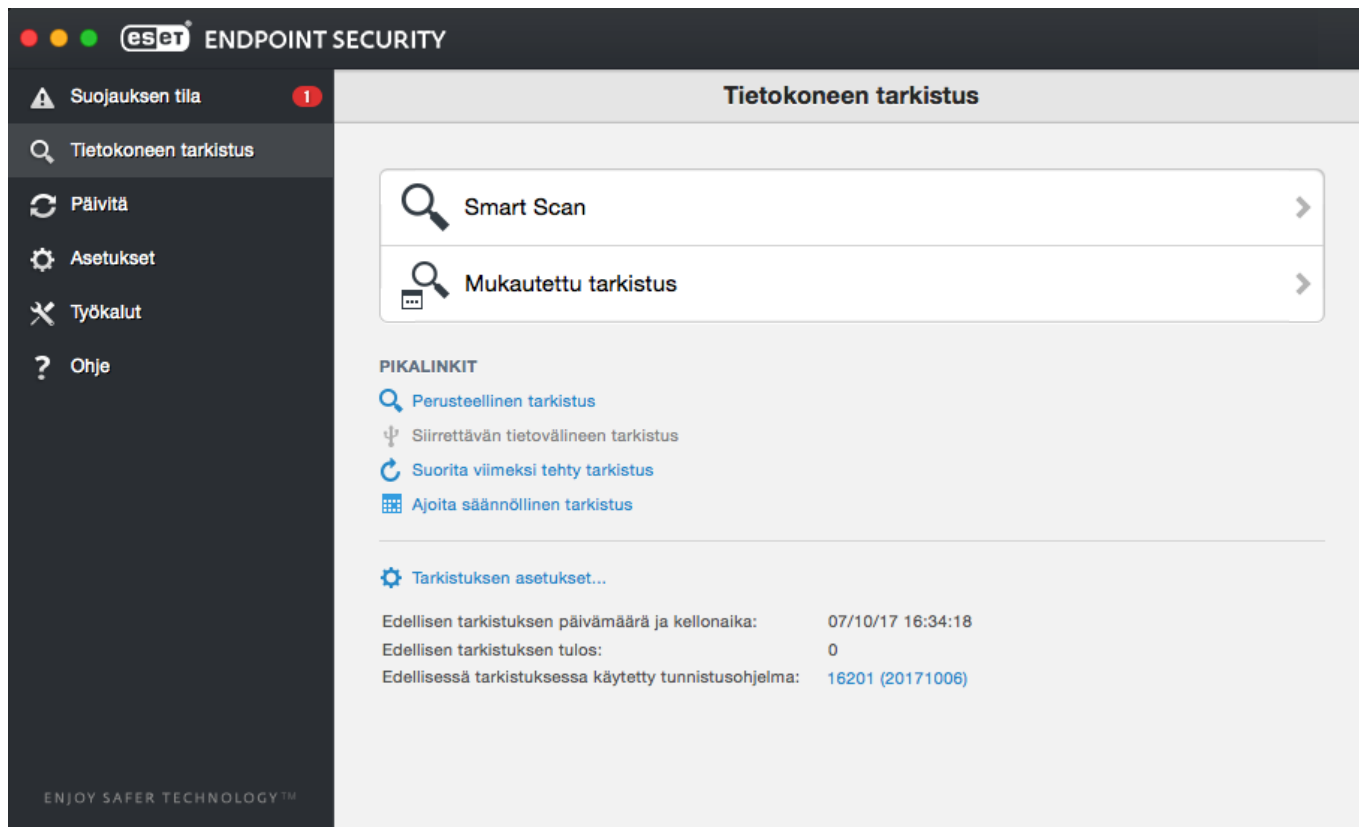 eset ENDPOINT SECURITY
Suojauksen tila 1
Tietokoneen tarkistus
Päivitä
Asetukset
Työkalut
Ohje
ENJOY SAFER TECHNOLOGY™
Tietokoneen tarkistus
Smart Scan
Mukautettu tarkistus
PIKALINKIT
Perusteellinen tarkistus
Siirrettävän tietovälineen tarkistus
Suorita viimeksi tehty tarkistus
Ajoita säännöllinen tarkistus
Tarkistuksen asetukset...
Edellisen tarkistuksen päivämäärä ja kellonaika: 07/10/17 16:34:18
Edellisen tarkistuksen tulos: 0
Edellisessä tarkistuksessa käytetty tunnistusohjelma: 16201 (20171006)